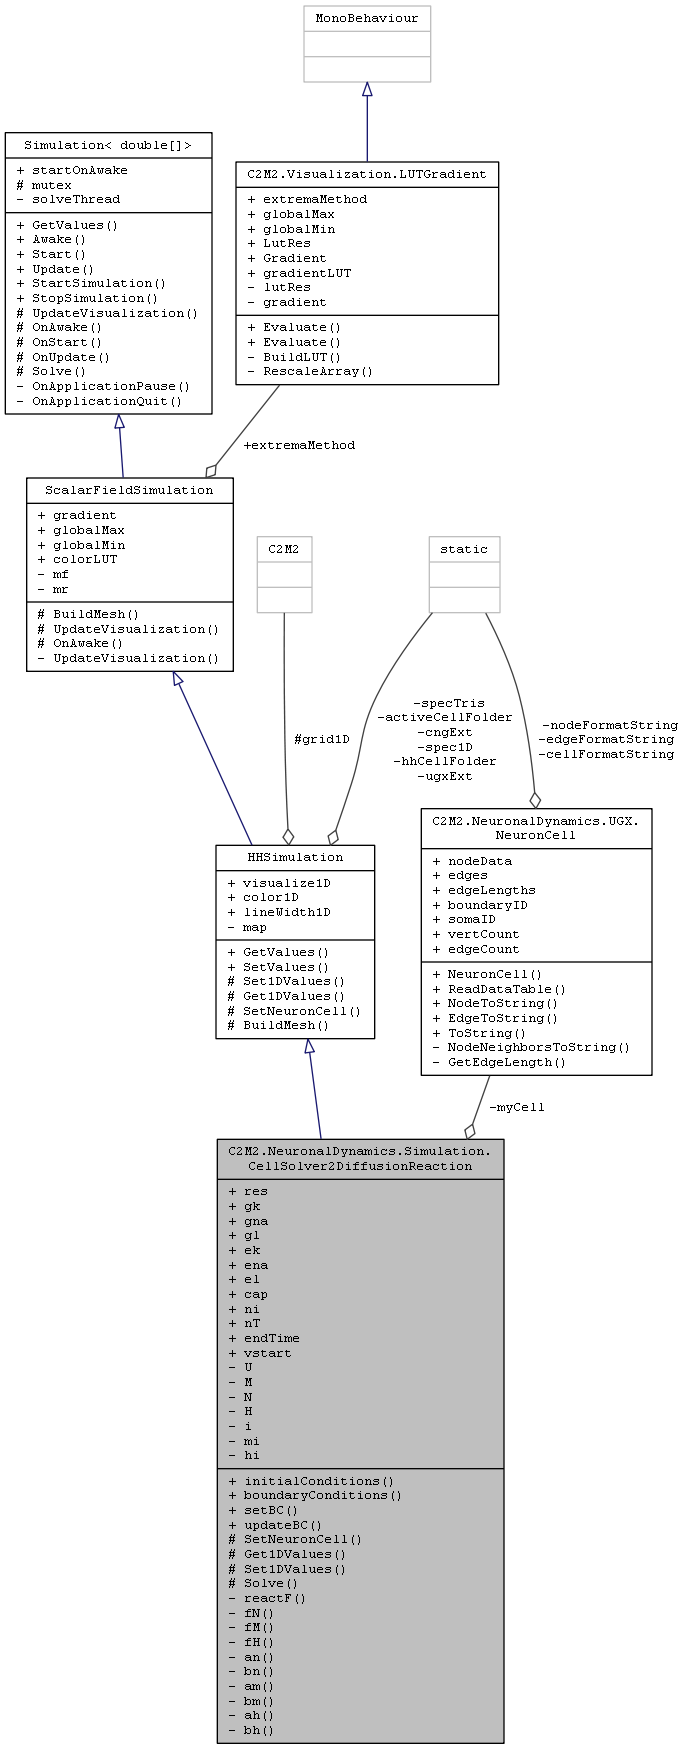 MonoBehaviour
Simulation< double[]>
+ startOnAwake
# mutex
- solveThread
+ GetValues()
+ Awake()
+ Start()
+ Update()
+ StartSimulation()
+ StopSimulation()
# UpdateVisualization()
# OnAwake()
# OnStart()
# OnUpdate()
# Solve()
- OnApplicationPause()
- OnApplicationQuit()
C2M2.Visualization.LUTGradient
+ extremaMethod
+ globalMax
+ globalMin
+ LutRes
+ Gradient
+ gradientLUT
- lutRes
- gradient
+ Evaluate()
+ Evaluate()
- BuildLUT()
- RescaleArray()
+extremaMethod
ScalarFieldSimulation
+ gradient
+ globalMax
+ globalMin
+ colorLUT
- mf
- mr
# BuildMesh()
# UpdateVisualization()
# OnAwake()
- UpdateVisualization()
C2M2
static
#grid1D
-specTris
-activeCellFolder
-cngExt
-spec1D
-hhCellFolder
-ugxExt
-nodeFormatString
-edgeFormatString
-cellFormatString
HHSimulation
+ visualize1D
+ color1D
+ lineWidth1D
- map
+ GetValues()
+ SetValues()
# Set1DValues()
# Get1DValues()
# SetNeuronCell()
# BuildMesh()
C2M2.NeuronalDynamics.UGX.
NeuronCell
+ nodeData
+ edges
+ edgeLengths
+ boundaryID
+ somaID
+ vertCount
+ edgeCount
+ NeuronCell()
+ ReadDataTable()
+ NodeToString()
+ EdgeToString()
+ ToString()
- NodeNeighborsToString()
- GetEdgeLength()
-myCell
C2M2.NeuronalDynamics.Simulation.
CellSolver2DiffusionReaction
+ res
+ gk
+ gna
+ gl
+ ek
+ ena
+ el
+ cap
+ ni
+ nT
+ endTime
+ vstart
- U
- M
- N
- H
- i
- mi
- hi
+ initialConditions()
+ boundaryConditions()
+ setBC()
+ updateBC()
# SetNeuronCell()
# Get1DValues()
# Set1DValues()
# Solve()
- reactF()
- fN()
- fM()
- fH()
- an()
- bn()
- am()
- bm()
- ah()
- bh()